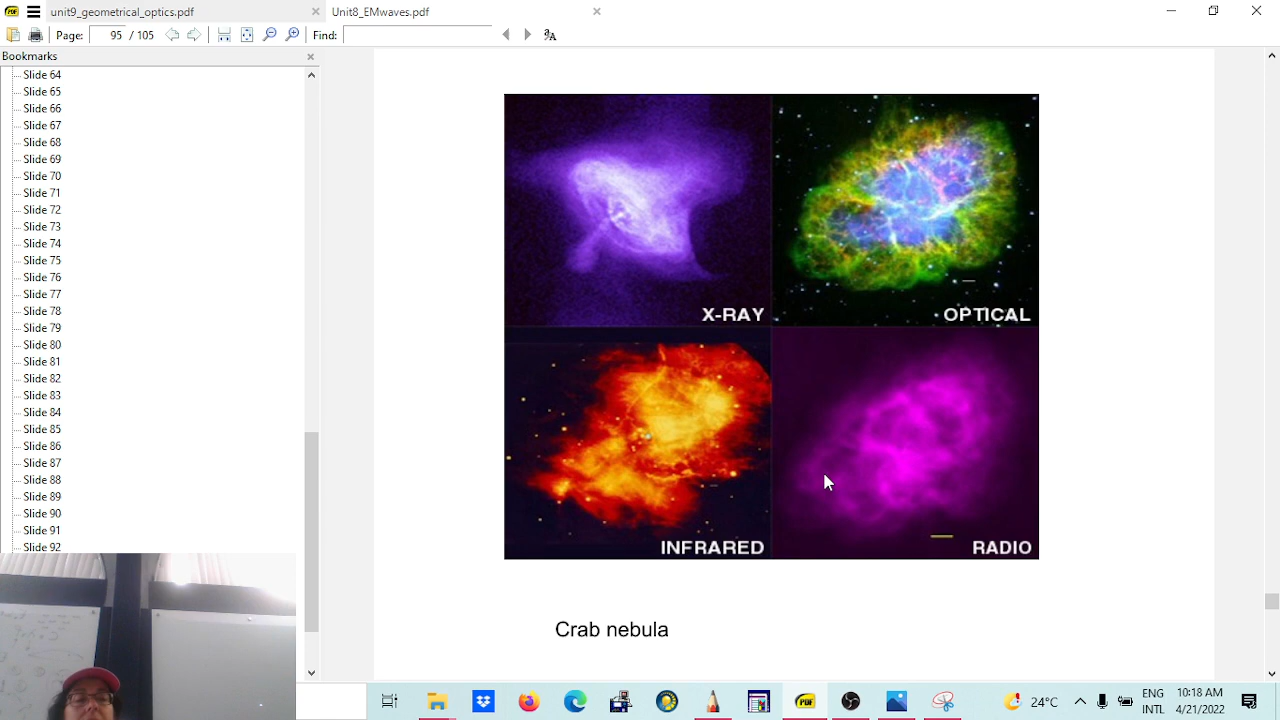 unit9_geometrical_optics.pdf
Unit8_EMwaves.pdf
Page: 95 / 105
Find:
Bookmarks
Slide 64
Slide 65
Slide 66
Slide 67
Slide 68
Slide 69
Slide 70
Slide 71
Slide 72
Slide 73
Slide 74
Slide 75
Slide 76
Slide 77
Slide 78
Slide 79
Slide 80
Slide 81
Slide 82
Slide 83
Slide 84
Slide 85
Slide 86
Slide 87
Slide 88
Slide 89
Slide 90
Slide 91
Slide 92
X-RAY
OPTICAL
INFRARED
RADIO
Crab nebula
24°C
ENG
INTL
10:18 AM
4/21/2022